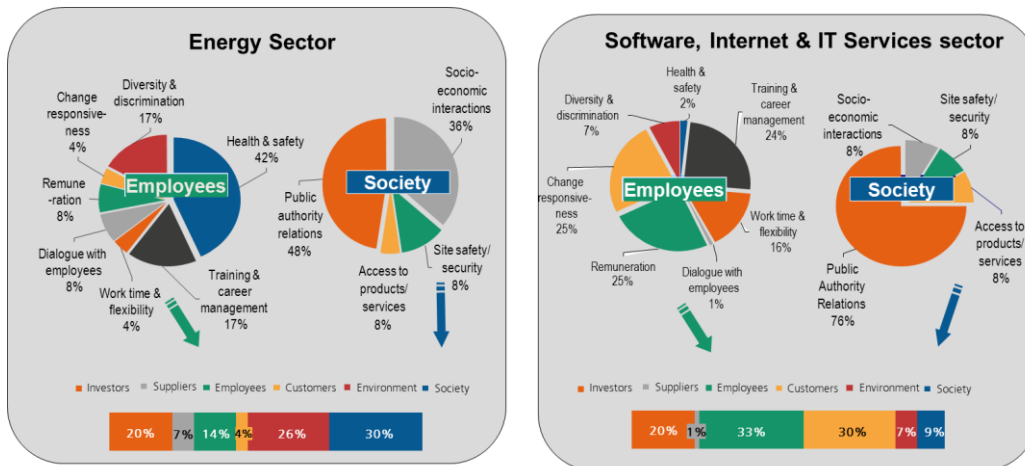 Energy Sector
Diversity &
discrimination
17%
Change
responsive-
ness
4%
Remune
-ration
8%
Dialogue with
employees
8%
Work time &
flexibility
4%
Training &
career
management
17%
Health & safety
42%
Employees
Socio-
economic
interactions
36%
Public
authority
relations
48%
Access to
products/
services
8%
Site safety/
security
8%
Society
Investors Suppliers Employees Customers Environment Society
20% 7% 14% 4% 26% 30%
Software, Internet & IT Services sector
Health &
safety
2%
Diversity &
discrimination
7%
Training &
career
management
24%
Change
responsive-
ness
25%
Work time
& flexibility
16%
Remuneration
25%
Dialogue with
employees
1%
Employees
Socio-
economic
interactions
8%
Site safety/
security
8%
Access to
products/
services
8%
Public
Authority
Relations
76%
Society
Investors Suppliers Employees Customers Environment Society
20% 1% 33% 30% 7% 9%